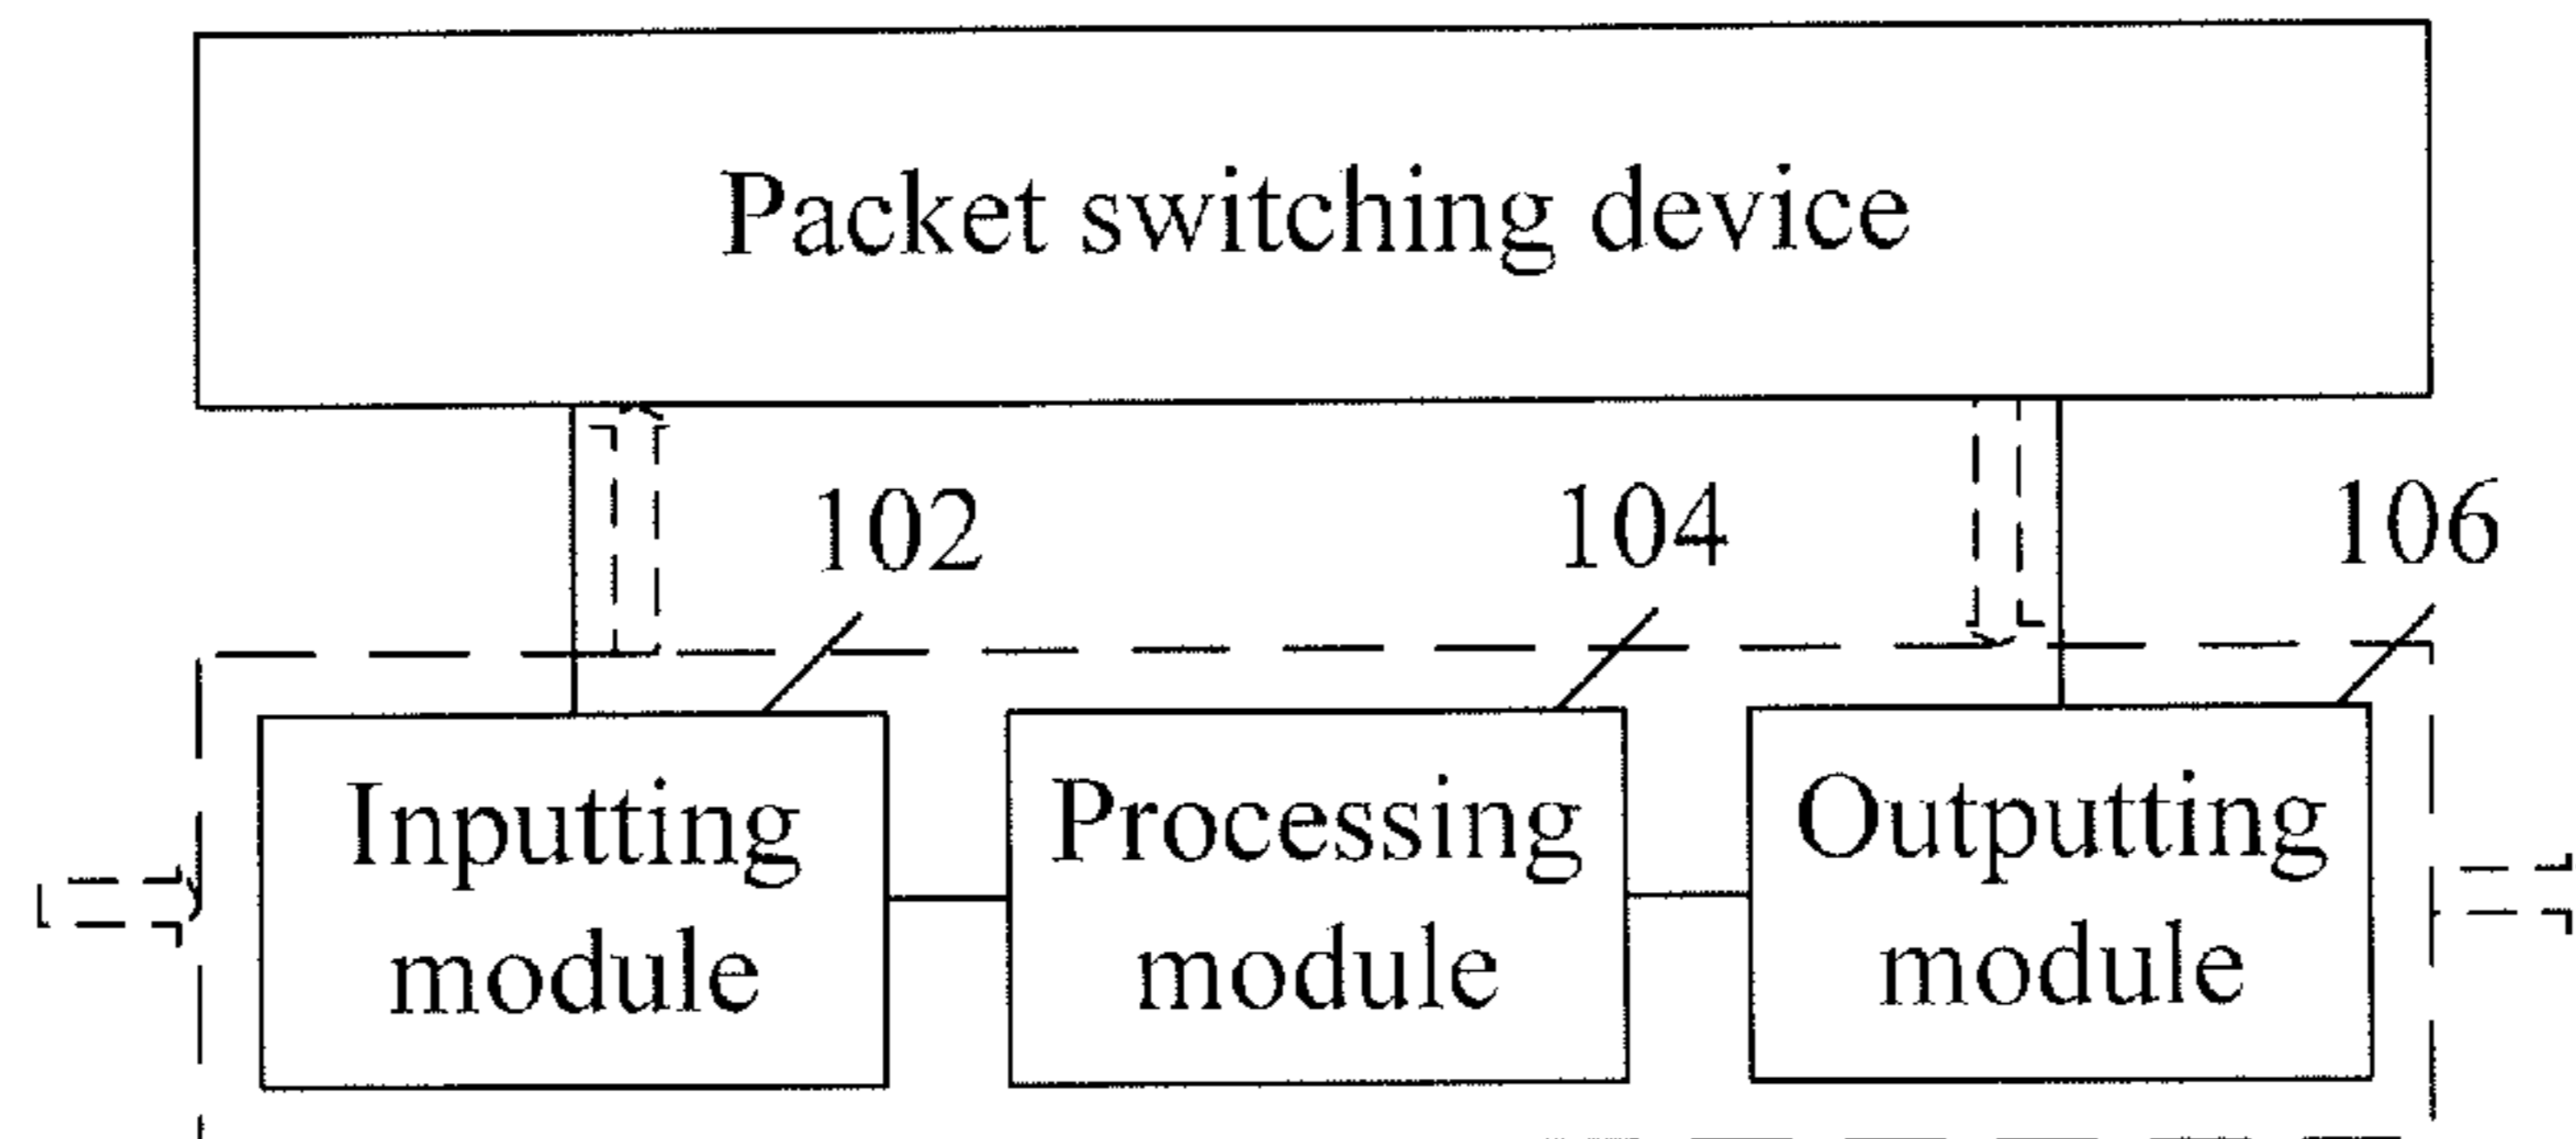 Packet switching device
102
104
106
Inputting
module
Processing
module
Outputting
module